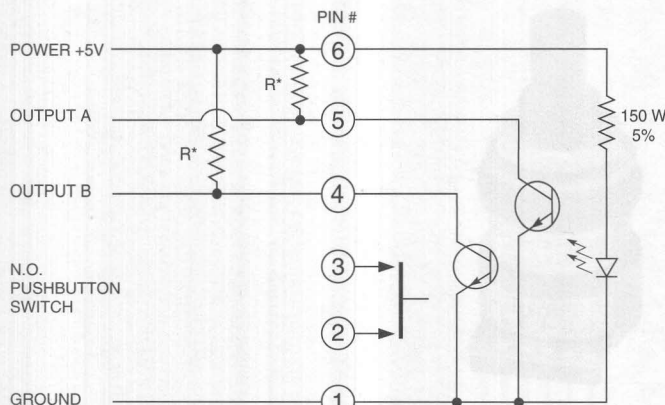 PIN #
POWER +5V
6
R*
150 W
5%
OUTPUT A
5
R*
OUTPUT B
4
N.O.
PUSHBUTTON
SWITCH
3
2
GROUND
1